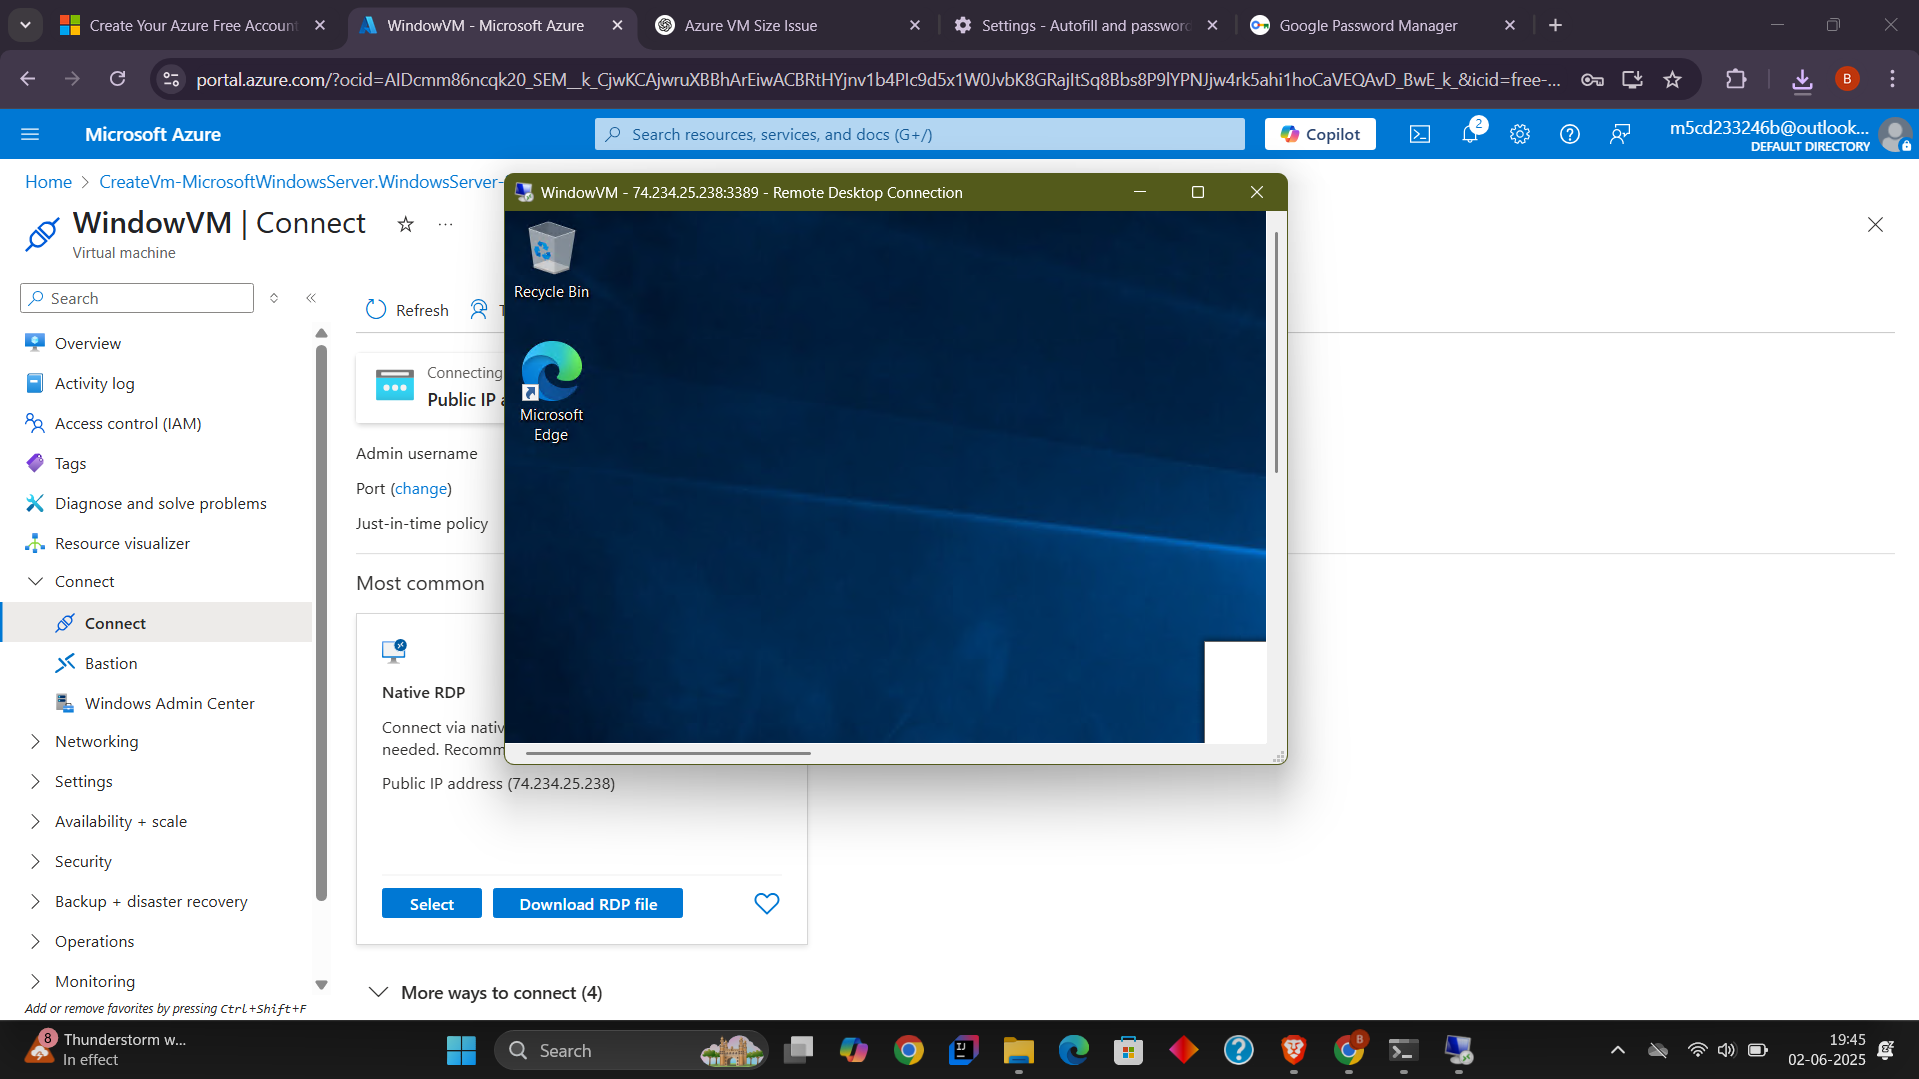 Create Your Azure Free Account
WindowVM - Microsoft Azure
Azure VM Size Issue
Settings - Autofill and password
Google Password Manager
portal.azure.com/?ocid=AIDcmm86ncqk20_SEM__k_CjwKCAjwruXBBhArEiwACBRtHYjnv1b4PIc9d5x1W0JvbK8GRajItSq8Bbs8P9lYPNJjw4rk5ahi1hoCaVEQAvD_BwE_k_&icid=free-...
B
Microsoft Azure
Search resources, services, and docs (G+/)
Copilot
2
m5cd233246b@outlook...
DEFAULT DIRECTORY
Home > CreateVm-MicrosoftWindowsServer.WindowsServer-
WindowVM | Connect
Virtual machine
Search
Overview
Activity log
Access control (IAM)
Tags
Diagnose and solve problems
Resource visualizer
Connect
Connect
Bastion
Windows Admin Center
Networking
Settings
Availability + scale
Security
Backup + disaster recovery
Operations
Monitoring
Add or remove favorites by pressing Ctrl+Shift+F
Refresh
Connecting
Public IP
Admin username
Port (change)
Just-in-time policy
Most common
Native RDP
Connect via nativ
needed. Recomm
Public IP address (74.234.25.238)
Select
Download RDP file
More ways to connect (4)
WindowVM - 74.234.25.238:3389 - Remote Desktop Connection
Recycle Bin
Microsoft
Edge
8
Thunderstorm w...
In effect
Search
B
19:45
02-06-2025